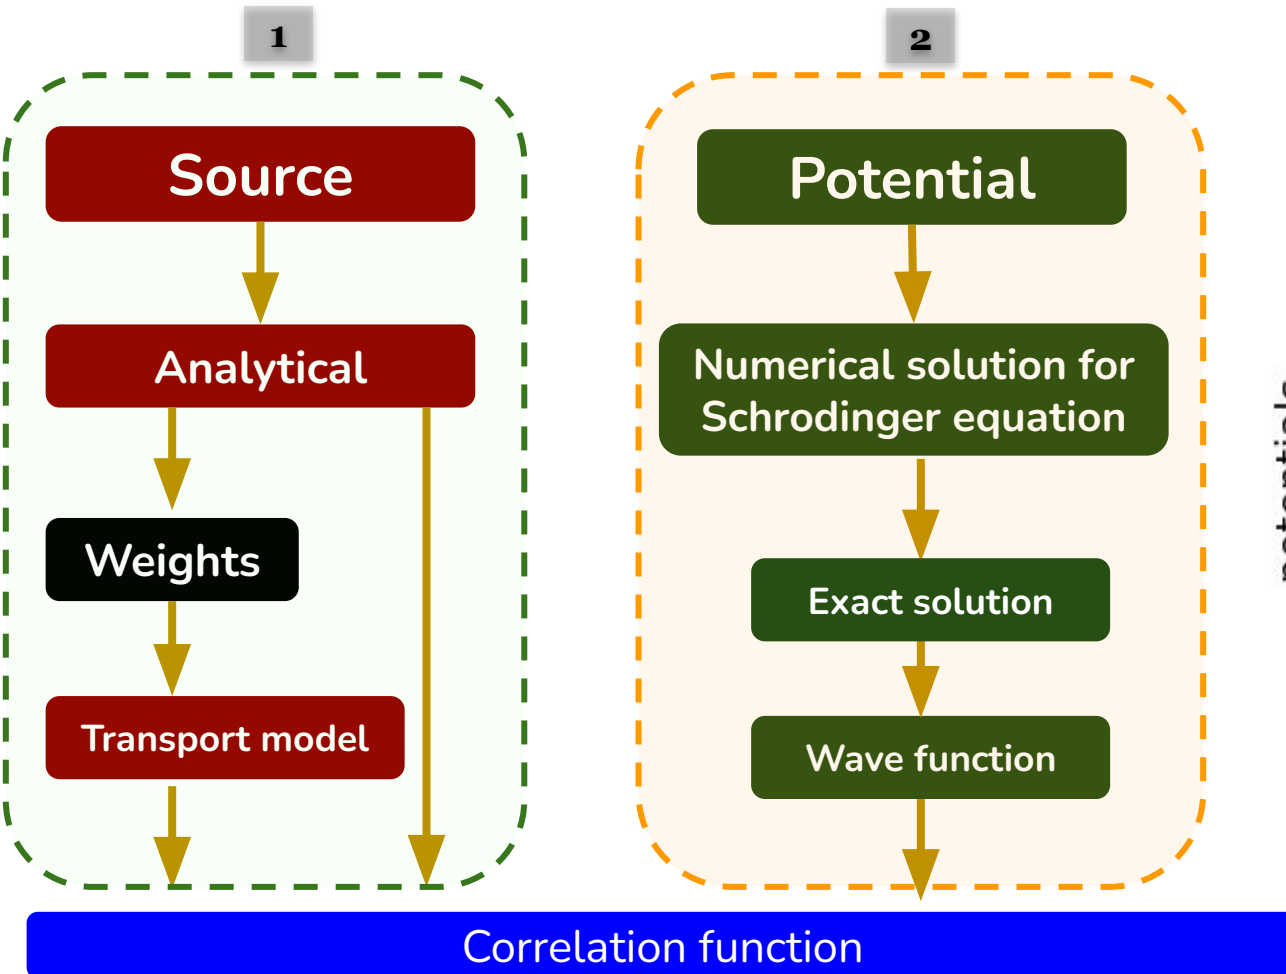 1
Source
Analytical
Weights
Transport model
2
Potential
Numerical solution for
Schrodinger equation
Exact solution
Wave function
Correlation function